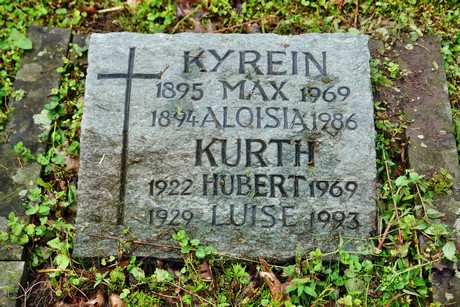 KYREIN
1895 MAX 1969
1894 ALOISIA 1986
KURTH
1922 HUBERT 1969
1929 LUISE 1993